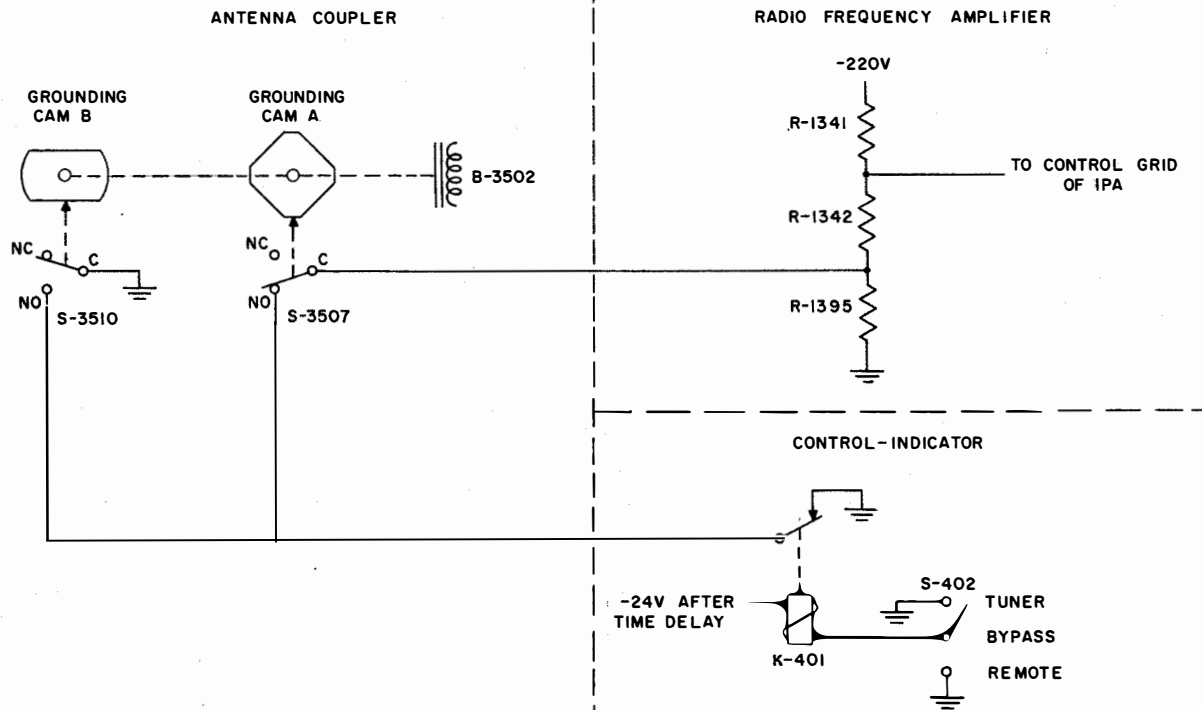 ANTENNA COUPLER
RADIO FREQUENCY AMPLIFIER
GROUNDING
CAM B
GROUNDING
CAM A
B-3502
NC
C
NO
S-3510
NC
C
NO
S-3507
-220V
R-1341
TO CONTROL GRID
OF IPA
R-1342
R-1395
CONTROL-INDICATOR
-24V AFTER
TIME DELAY
K-401
S-402
TUNER
BYPASS
REMOTE